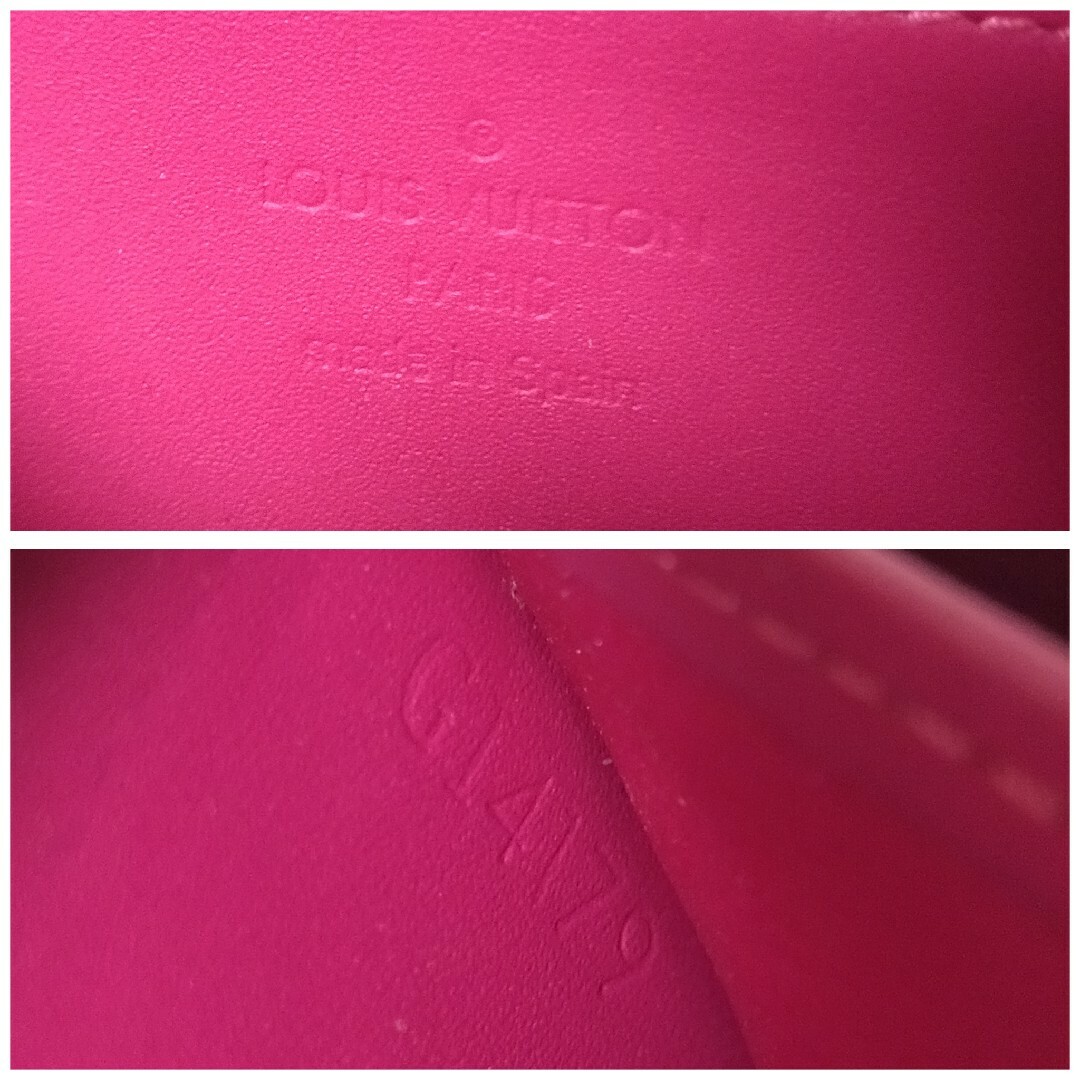 ©
LOUIS VUITTON
PARIS
made in Spain
GI4179